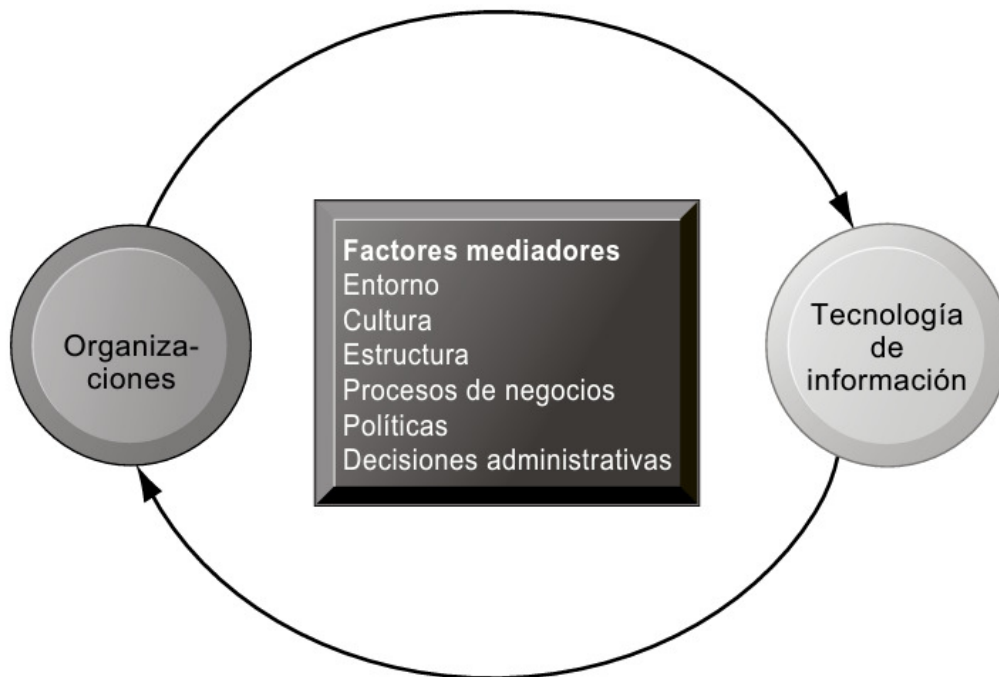 Organiza-
ciones
Factores mediadores
Entorno
Cultura
Estructura
Procesos de negocios
Políticas
Decisiones administrativas
Tecnología
de
información